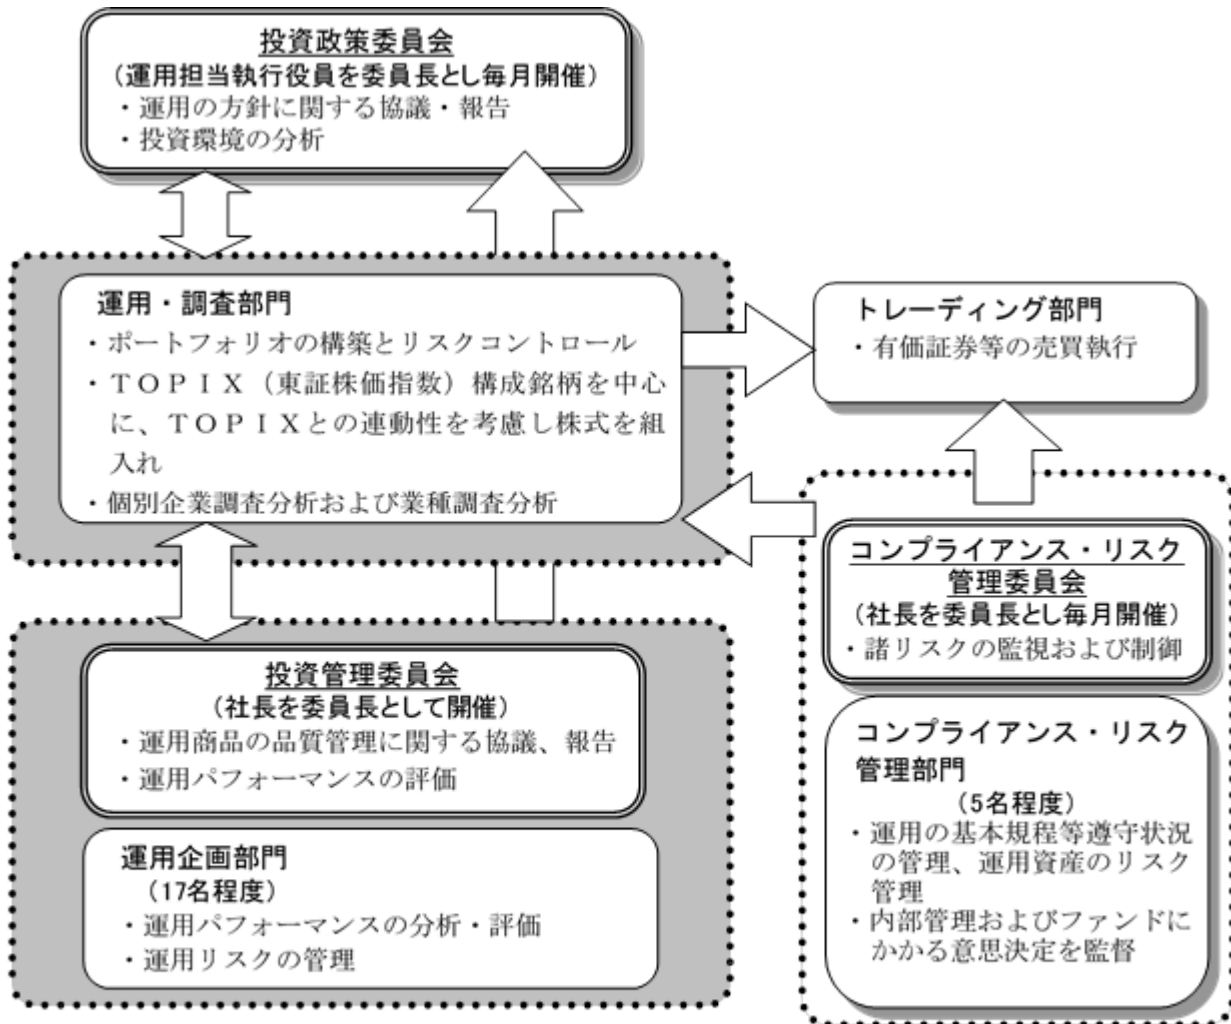 投資政策委員会
（運用担当執行役員を委員長とし毎月開催）
・運用の方針に関する協議・報告
・投資環境の分析
運用・調査部門
・ポートフォリオの構築とリスクコントロール
・ＴＯＰＩＸ（東証株価指数）構成銘柄を中心
に、ＴＯＰＩＸとの連動性を考慮し株式を組
入れ
・個別企業調査分析および業種調査分析
トレーディング部門
・有価証券等の売買執行
投資管理委員会
（社長を委員長として開催）
・運用商品の品質管理に関する協議、報告
・運用パフォーマンスの評価
運用企画部門
（17名程度）
・運用パフォーマンスの分析・評価
・運用リスクの管理
コンプライアンス・リスク
管理委員会
（社長を委員長とし毎月開催）
・諸リスクの監視および制御
コンプライアンス・リスク
管理部門
（5名程度）
・運用の基本規程等遵守状況
の管理、運用資産のリスク
管理
・内部管理およびファンドに
かかる意思決定を監督